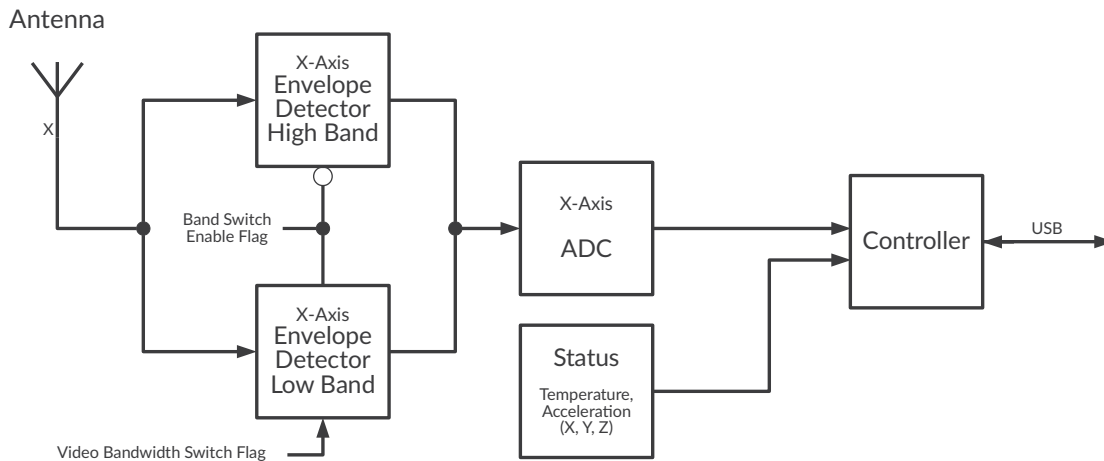 Antenna
X
X-Axis
Envelope
Detector
High Band
Band Switch
Enable Flag
X-Axis
Envelope
Detector
Low Band
Video Bandwidth Switch Flag
X-Axis
ADC
Status
Temperature,
Acceleration
(X, Y, Z)
Controller
USB